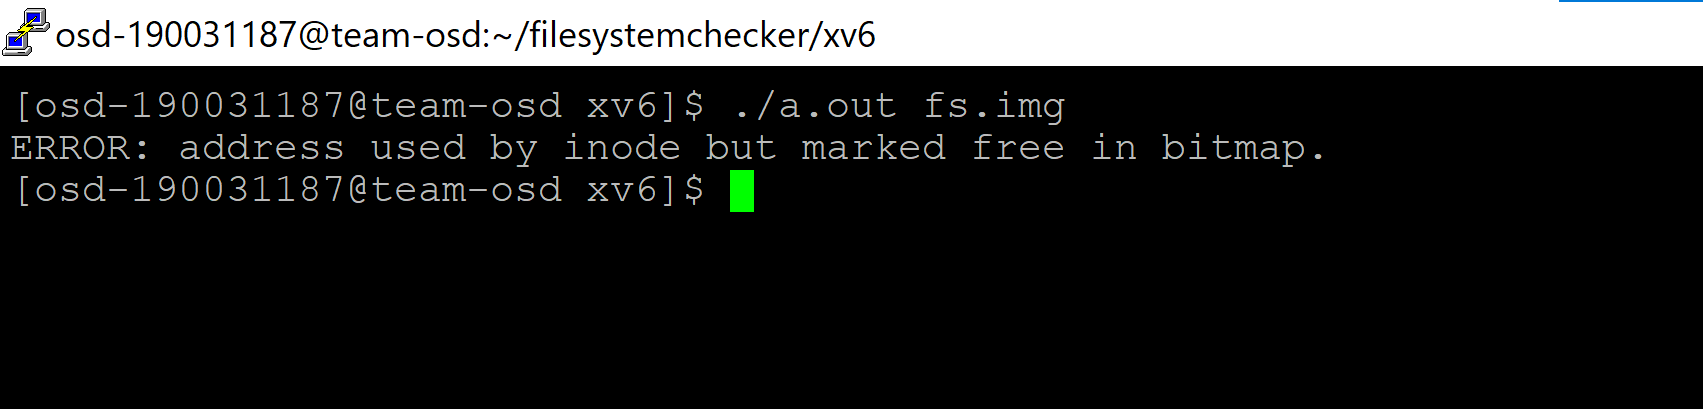 osd-190031187@team-osd:~/filesystemchecker/xv6
[osd-190031187@team-osd xv6]$ ./a.out fs.img
ERROR: address used by inode but marked free in bitmap.
[osd-190031187@team-osd xv6]$